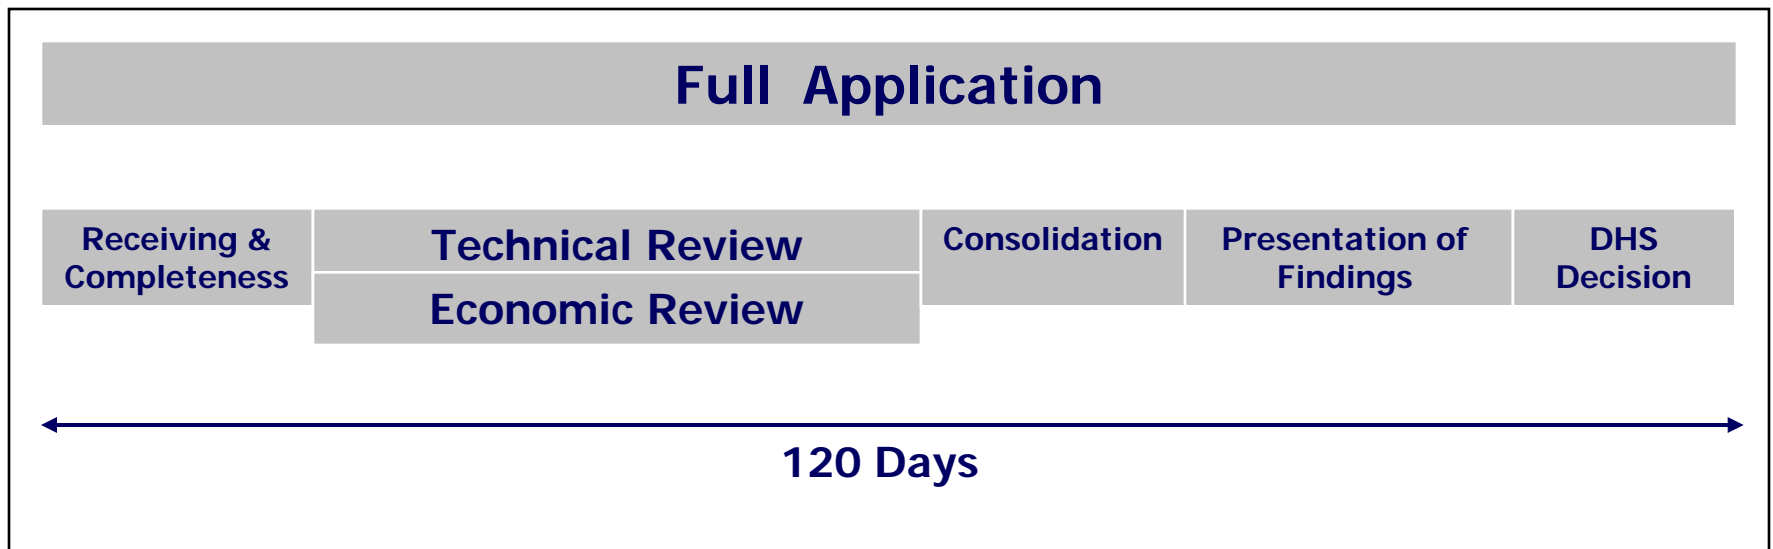 Full Application
Receiving &
Completeness
Technical Review
Economic Review
Consolidation
Presentation of
Findings
DHS
Decision
120 Days